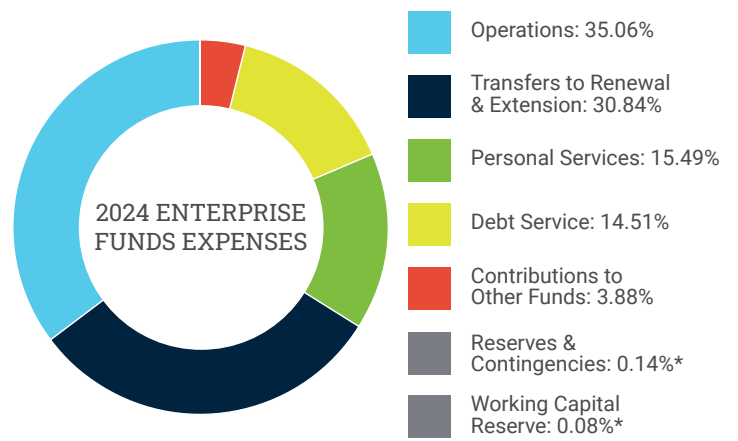 2024 ENTERPRISE
FUNDS EXPENSES
Operations: 35.06%
Transfers to Renewal
& Extension: 30.84%
Personal Services: 15.49%
Debt Service: 14.51%
Contributions to
Other Funds: 3.88%
Reserves &
Contingencies: 0.14%*
Working Capital
Reserve: 0.08%*